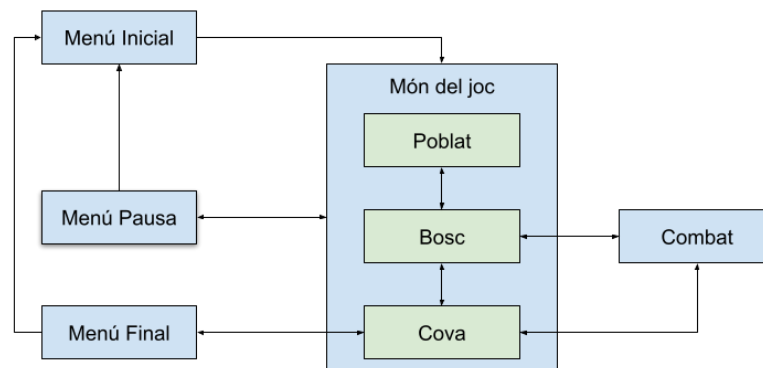 Menú Inicial
Món del joc
Poblat
Menú Pausa
Bosc
Combat
Menú Final
Cova